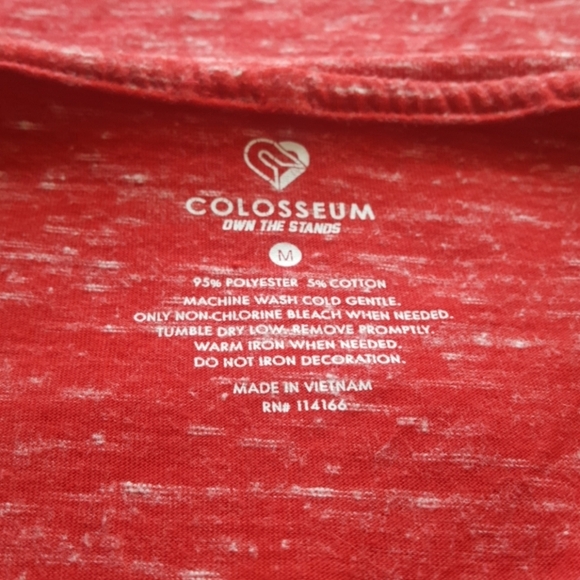 COLOSSEUM
OWN THE STANDS
M
95% POLYESTER 5% COTTON
MACHINE WASH COLD GENTLE.
ONLY NON-CHLORINE BLEACH WHEN NEEDED.
TUMBLE DRY LOW. REMOVE PROMPTLY.
WARM IRON WHEN NEEDED.
DO NOT IRON DECORATION.
MADE IN VIETNAM
RN# 114166